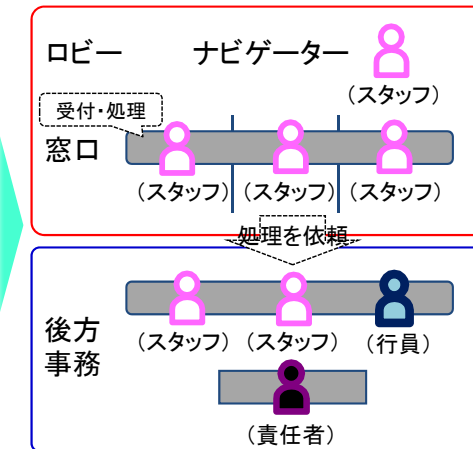 ロビー ナビゲーター
(スタッフ)
受付・処理
窓口
(スタッフ) (スタッフ) (スタッフ)
処理を依頼
後方
事務
(スタッフ) (スタッフ) (行員)
(責任者)